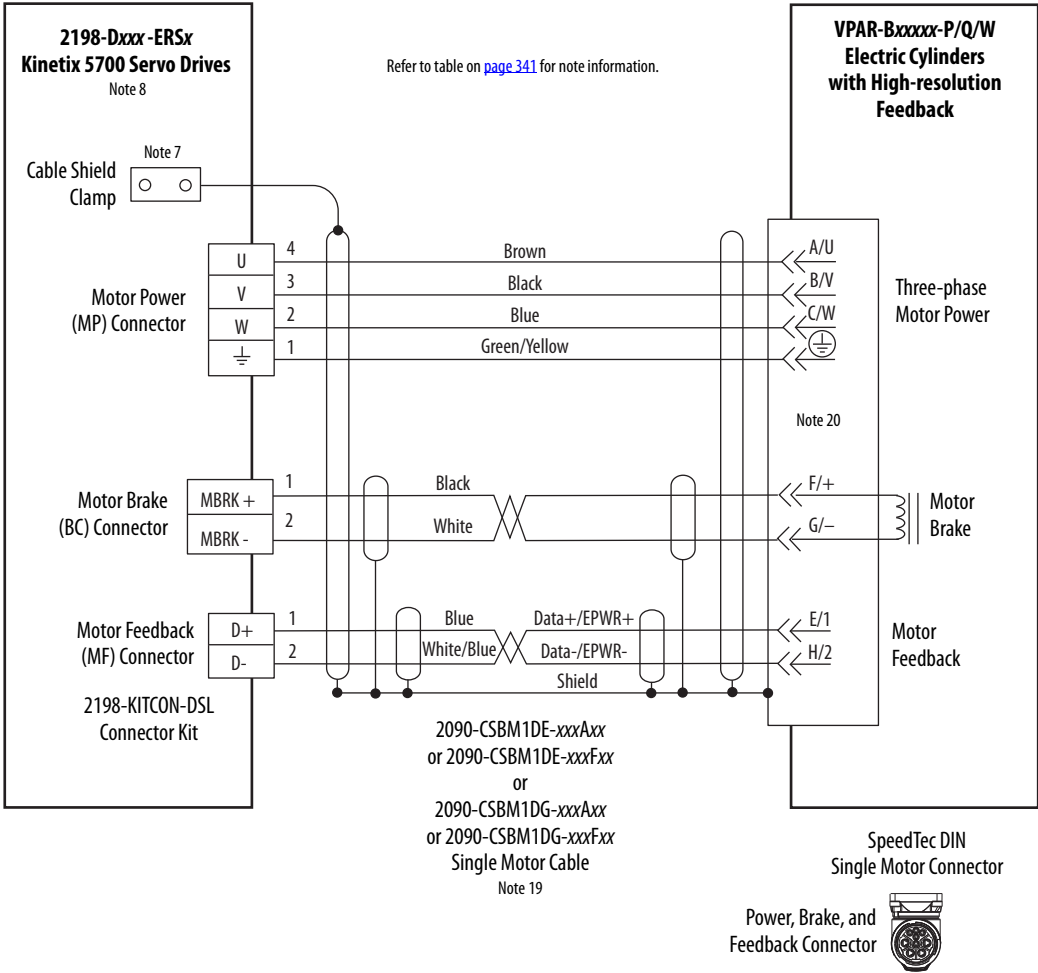 2198-Dxxx -ERSx
Kinetix 5700 Servo Drives
Note 8
Refer to table on page 341 for note information.
VPAR-Bxxxxx-P/Q/W
Electric Cylinders
with High-resolution
Feedback
Note 7
Cable Shield
Clamp
Motor Power
(MP) Connector
U
4
Brown
A/U
V
3
Black
B/V
W
2
Blue
C/W
1
Green/Yellow
Three-phase
Motor Power
Note 20
Motor Brake
(BC) Connector
MBRK +
1
Black
F/+
MBRK -
2
White
G/–
Motor
Brake
Motor Feedback
(MF) Connector
D+
1
Blue
Data+/EPWR+
E/1
D-
2
White/Blue
Data-/EPWR-
H/2
Motor
Feedback
Shield
2198-KITCON-DSL
Connector Kit
2090-CSBM1DE-xxxAxx
or 2090-CSBM1DE-xxxFxx
or
2090-CSBM1DG-xxxAxx
or 2090-CSBM1DG-xxxFxx
Single Motor Cable
Note 19
SpeedTec DIN
Single Motor Connector
Power, Brake, and
Feedback Connector